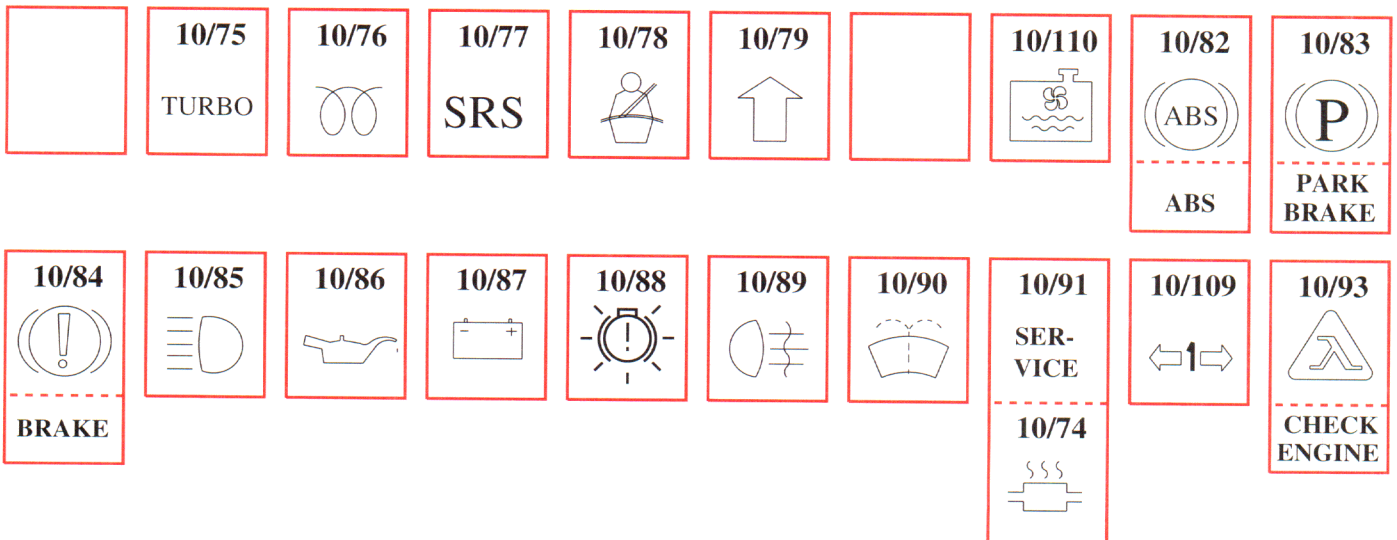 10/75 10/76 10/77 10/78 10/79 10/110 10/82 10/83
TURBO SRS ABS P
ABS PARK
BRAKE
10/84 10/85 10/86 10/87 10/88 10/89 10/90 10/91 10/109 10/93
! - + ! SER-
VICE 1
BRAKE 10/74 CHECK
ENGINE